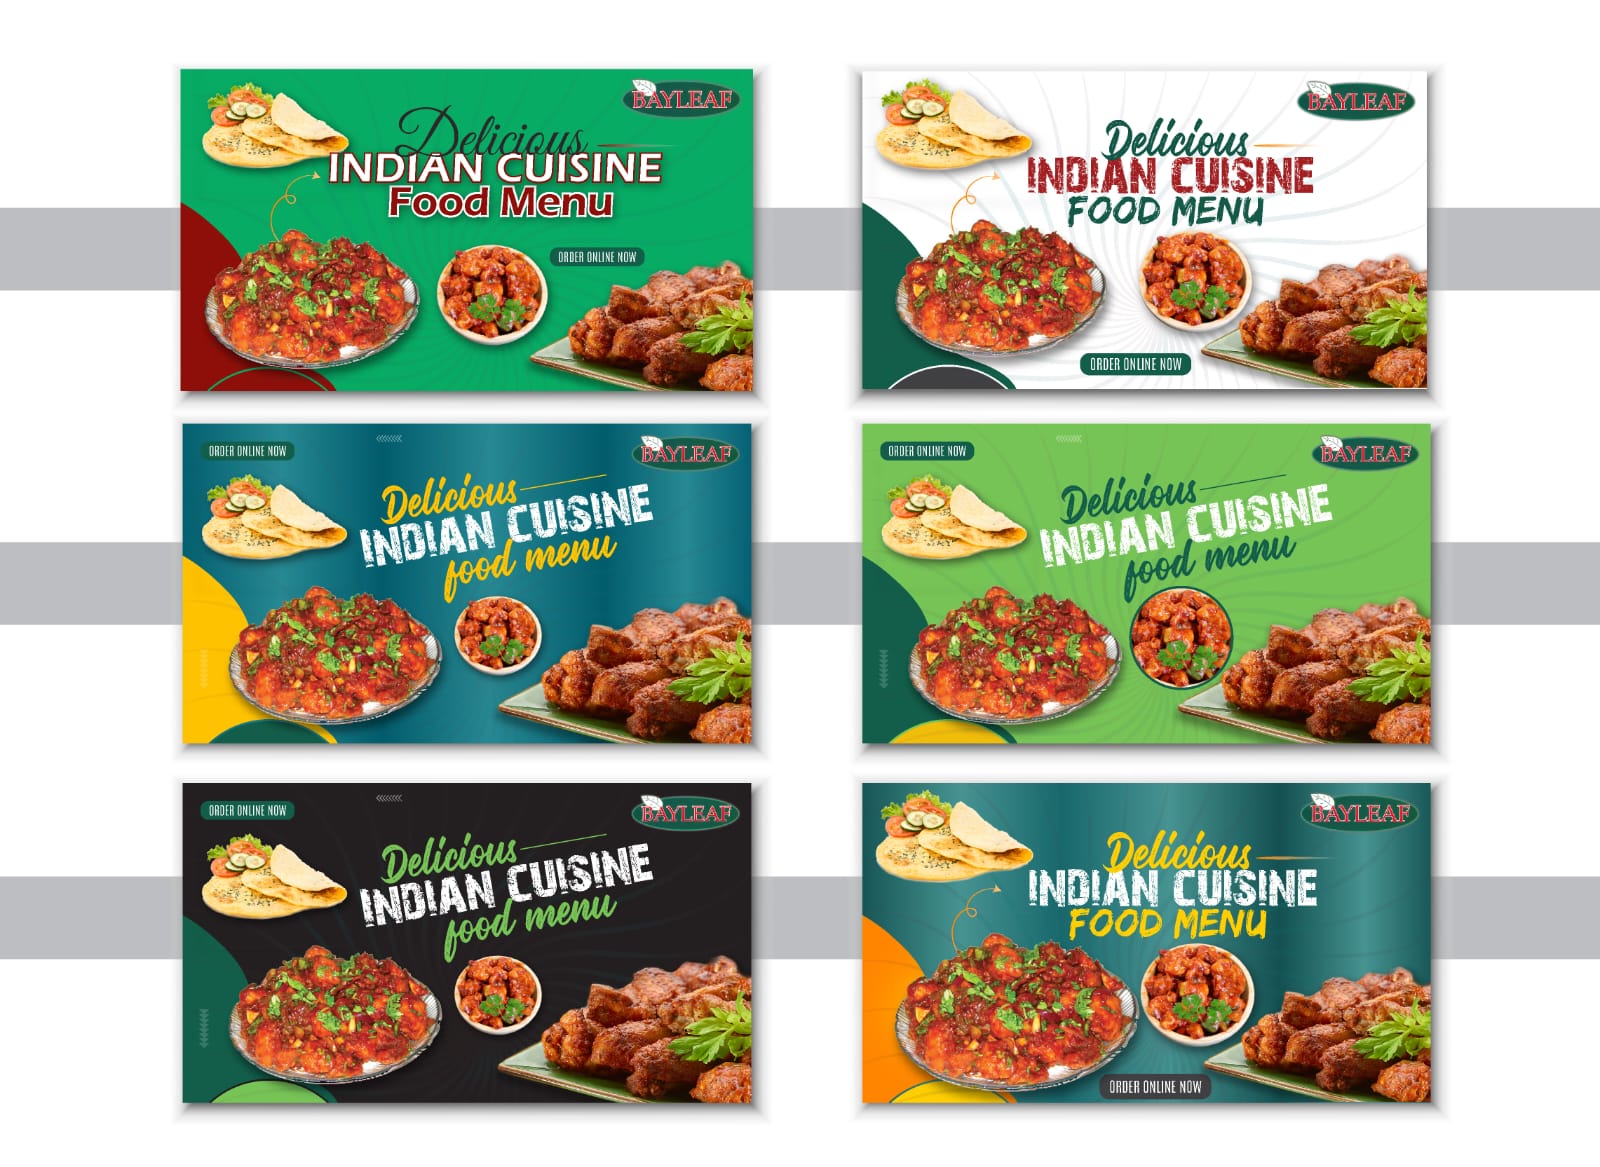 BAYLEAF
Delicious
INDIAN CUISINE
Food Menu
ORDER ONLINE NOW
BAYLEAF
Delicious
INDIAN CUISINE
FOOD MENU
ORDER ONLINE NOW
ORDER ONLINE NOW
BAYLEAF
Delicious
INDIAN CUISINE
food menu
ORDER ONLINE NOW
BAYLEAF
Delicious
INDIAN CUISINE
food menu
ORDER ONLINE NOW
BAYLEAF
Delicious
INDIAN CUISINE
food menu
BAYLEAF
Delicious
INDIAN CUISINE
FOOD MENU
ORDER ONLINE NOW